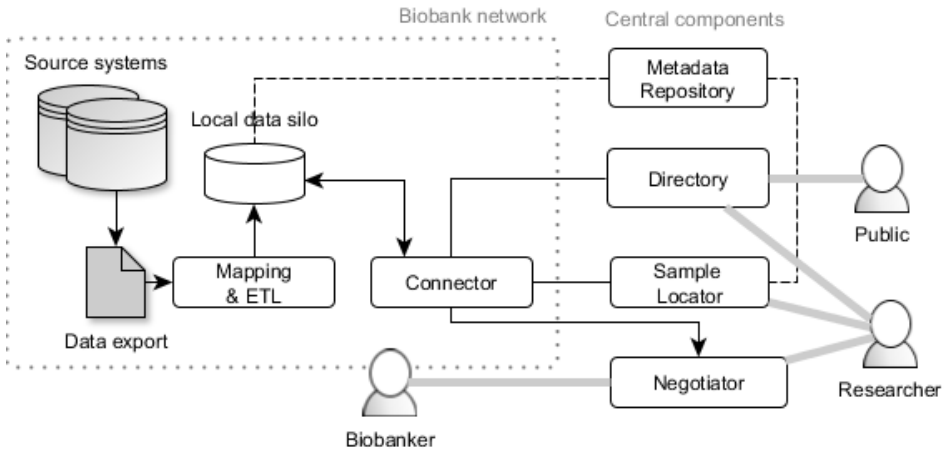 Biobank network
Central components
Source systems
Metadata
Repository
Local data silo
Directory
Public
Mapping
& ETL
Connector
Sample
Locator
Data export
Negotiator
Researcher
Biobanker